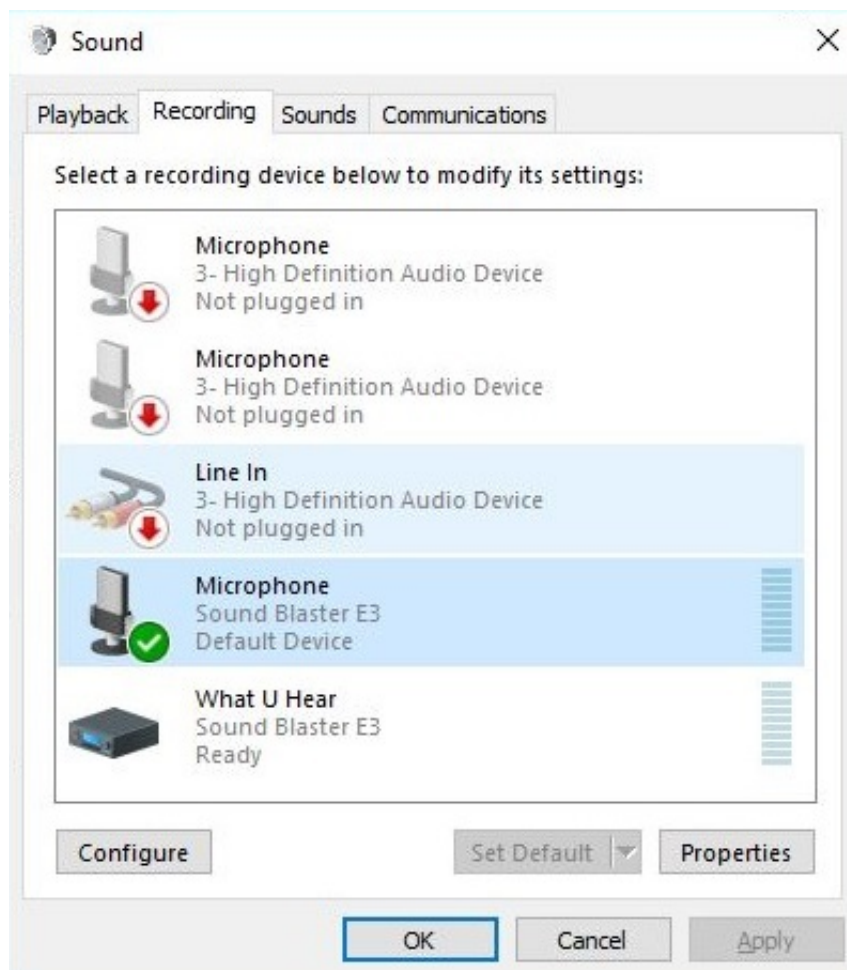 Sound
Playback Recording Sounds Communications
Select a recording device below to modify its settings:
Microphone
3- High Definition Audio Device
Not plugged in
Microphone
3- High Definition Audio Device
Not plugged in
Line In
3- High Definition Audio Device
Not plugged in
Microphone
Sound Blaster E3
Default Device
What U Hear
Sound Blaster E3
Ready
Configure Set Default Properties
OK Cancel Apply